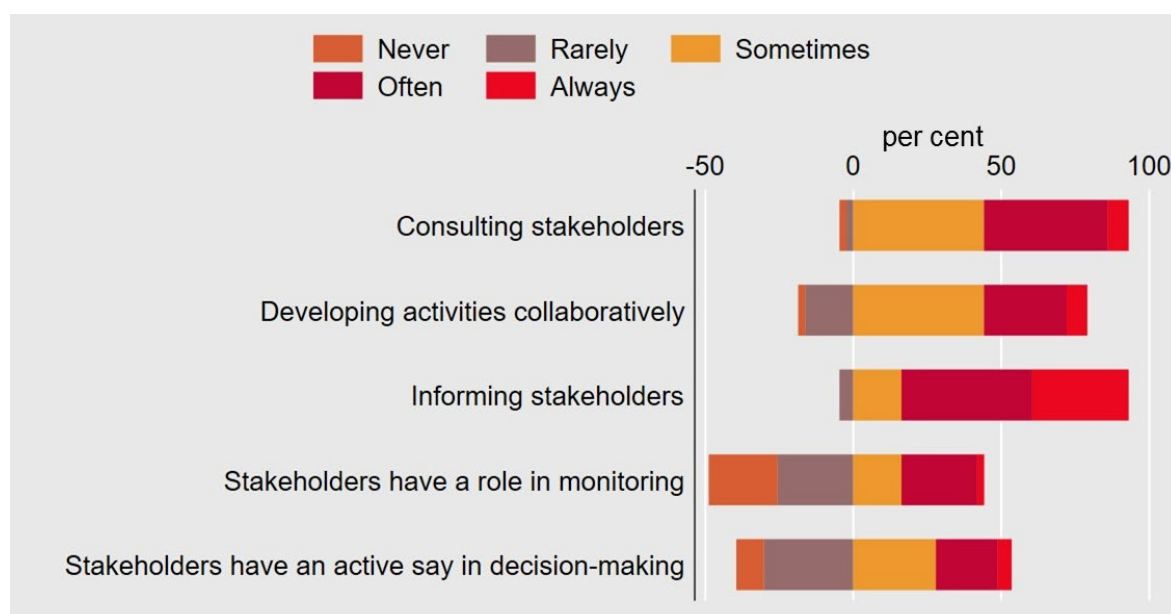 Never Rarely Sometimes
Often Always
per cent
-50 0 50 100
Consulting stakeholders
Developing activities collaboratively
Informing stakeholders
Stakeholders have a role in monitoring
Stakeholders have an active say in decision-making